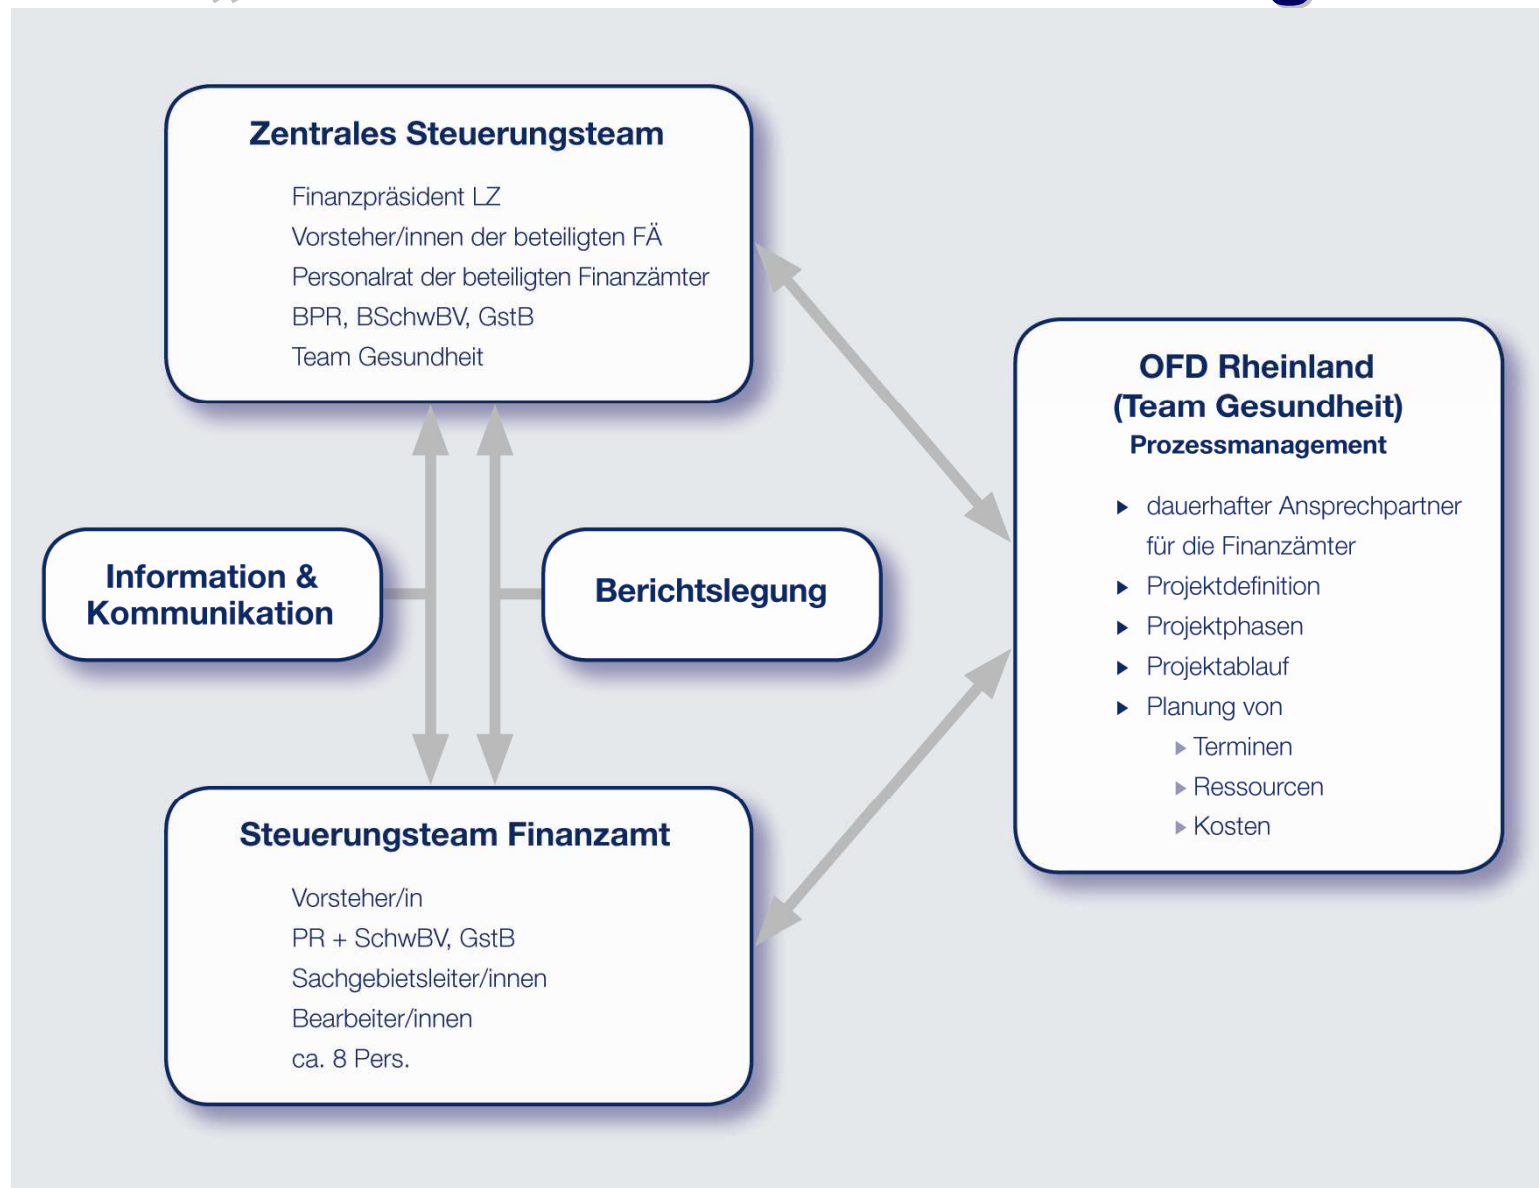 Zentrales Steuerungsteam
Finanzpräsident LZ
Vorsteher/innen der beteiligten FÄ
Personalrat der beteiligten Finanzämter
BPR, BSchwBV, GstB
Team Gesundheit
Information &
Kommunikation
Berichtslegung
Steuerungsteam Finanzamt
Vorsteher/in
PR + SchwBV, GstB
Sachgebietsleiter/innen
Bearbeiter/innen
ca. 8 Pers.
OFD Rheinland
(Team Gesundheit)
Prozessmanagement
dauerhafter Ansprechpartner
für die Finanzämter
Projektdefinition
Projektphasen
Projektablauf
Planung von
Terminen
Ressourcen
Kosten